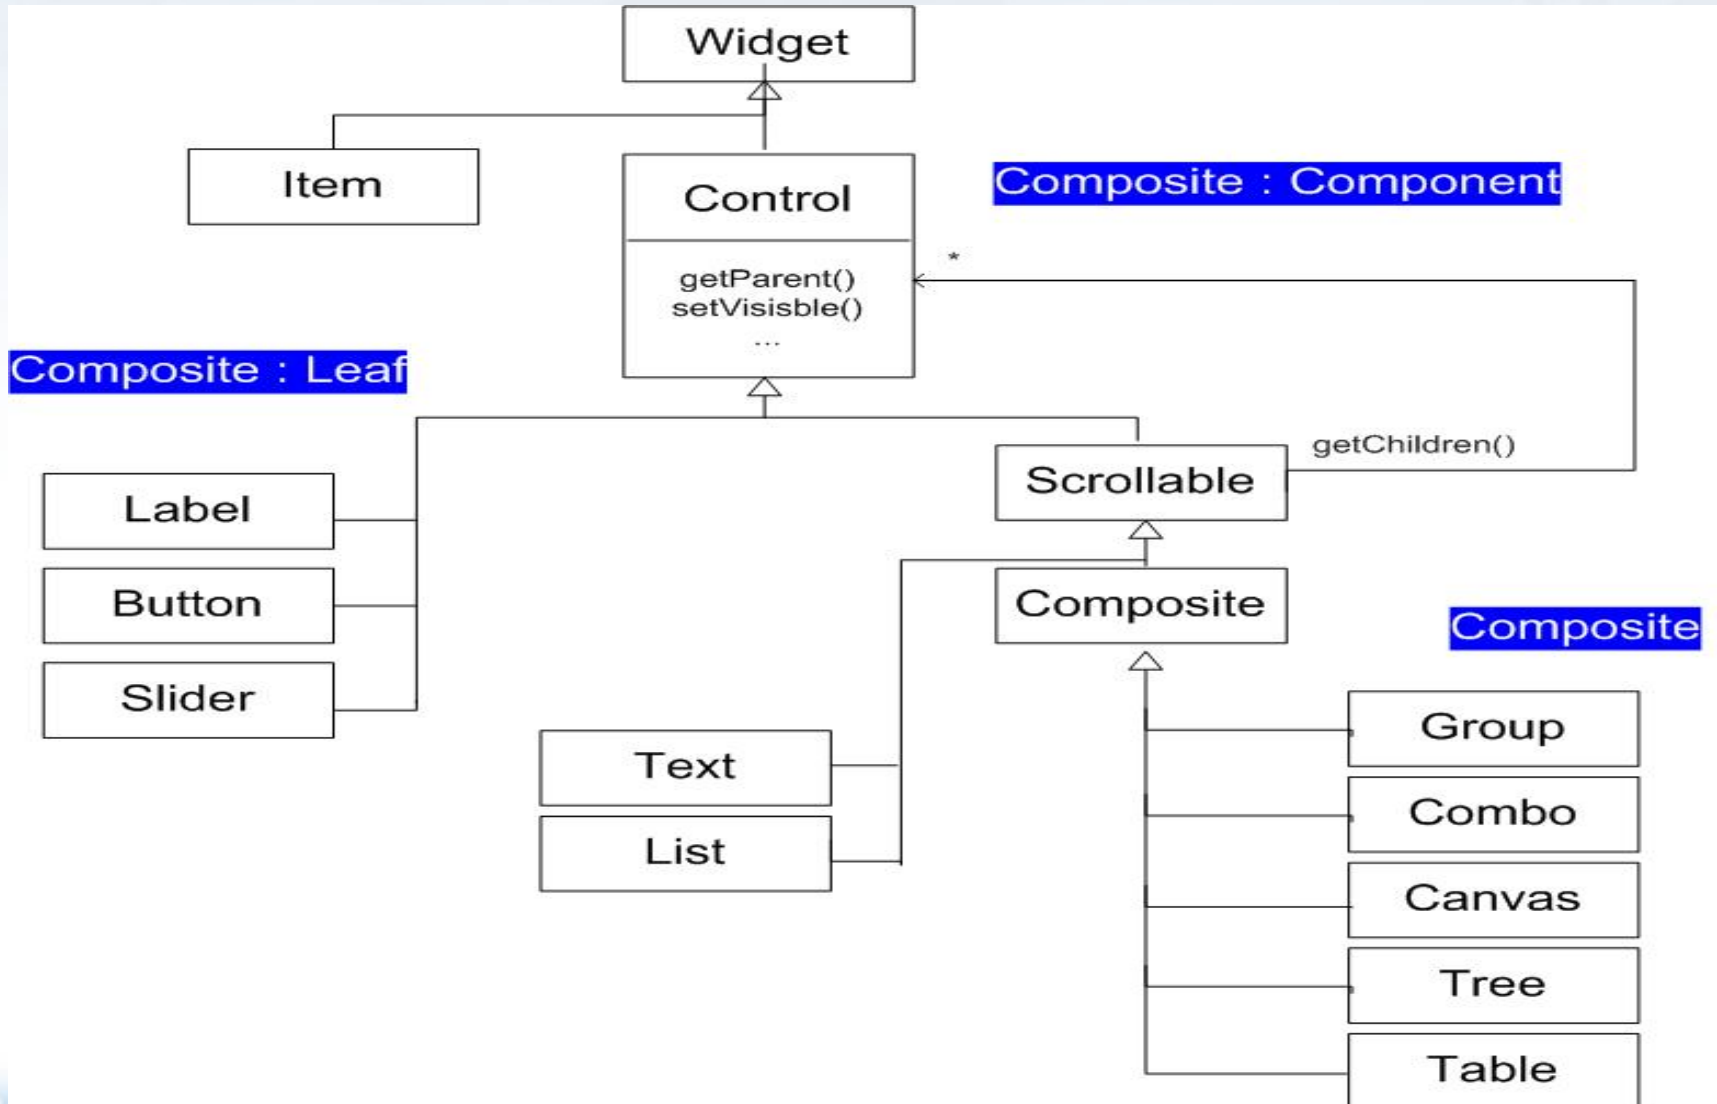 Widget
Item
Control
Composite : Component
*
getParent()
setVisisble()
...
Composite : Leaf
getChildren()
Scrollable
Label
Button
Slider
Composite
Composite
Text
List
Group
Combo
Canvas
Tree
Table